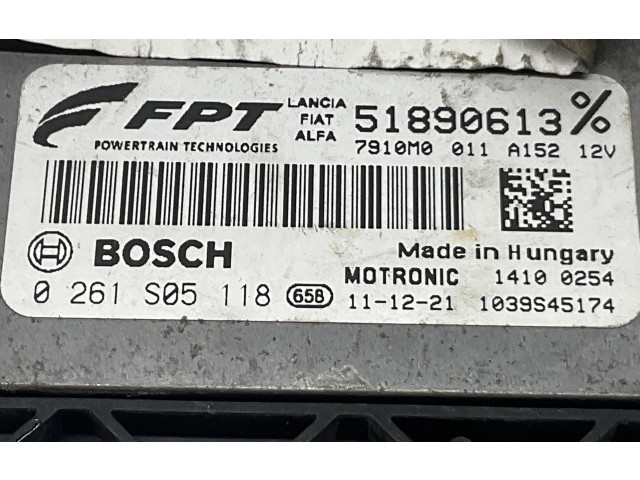 FPT
POWERTRAIN TECHNOLOGIES
LANCIA
FIAT
ALFA
51890613%
7910M0 011 A152 12V
BOSCH
Made in Hungary
MOTRONIC 1410 0254
0 261 S05 118 658 11-12-21 1039S45174